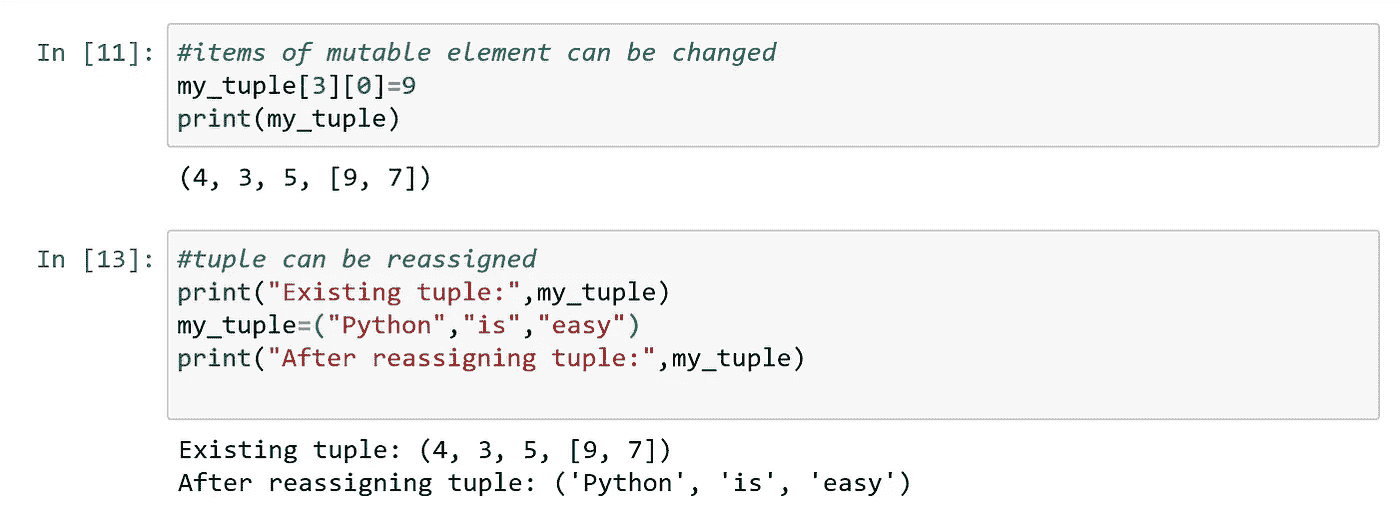 In [11]: #items of mutable element can be changed
my_tuple[3][0]=9
print(my_tuple)
(4, 3, 5, [9, 7])
In [13]: #tuple can be reassigned
print("Existing tuple:",my_tuple)
my_tuple=("Python","is","easy")
print("After reassigning tuple:",my_tuple)
Existing tuple: (4, 3, 5, [9, 7])
After reassigning tuple: ('Python', 'is', 'easy')